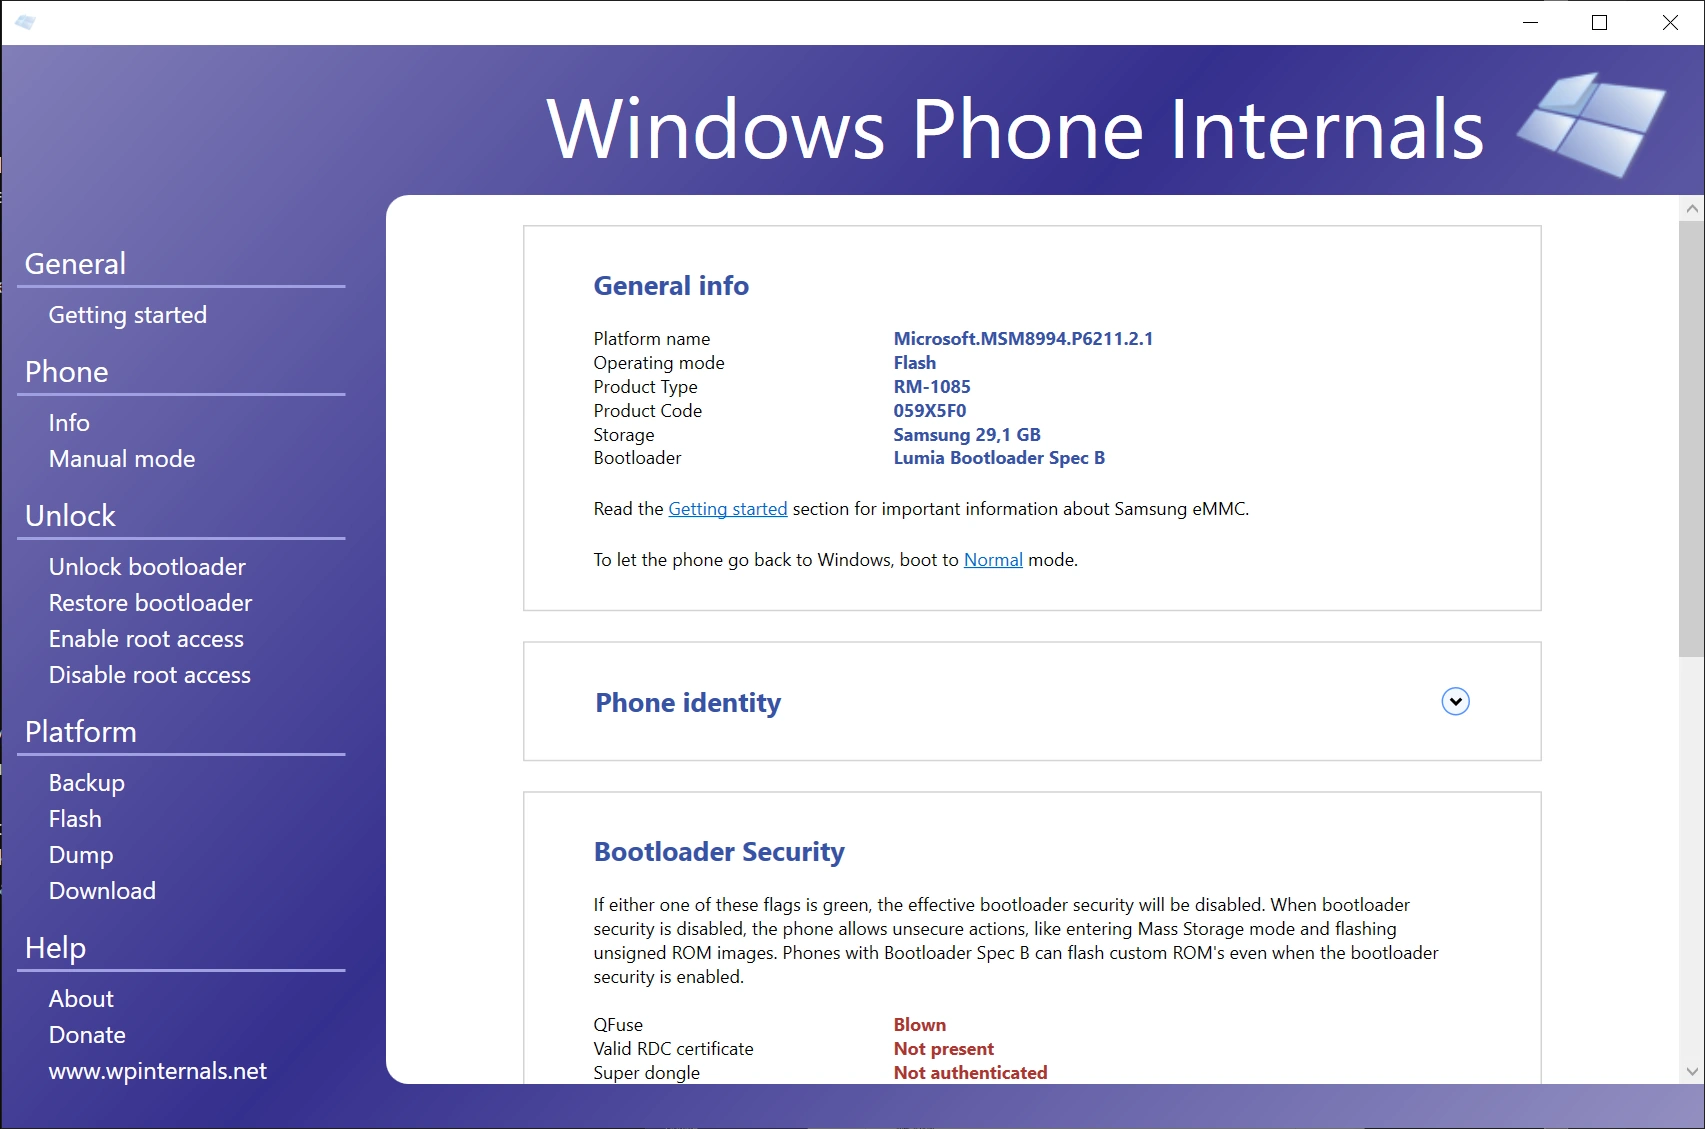 Windows Phone Internals
General
Getting started
Phone
Info
Manual mode
Unlock
Unlock bootloader
Restore bootloader
Enable root access
Disable root access
Platform
Backup
Flash
Dump
Download
Help
About
Donate
www.wpinternals.net
General info
Platform name Microsoft.MSM8994.P6211.2.1
Operating mode Flash
Product Type RM-1085
Product Code 059X5F0
Storage Samsung 29,1 GB
Bootloader Lumia Bootloader Spec B
Read the Getting started section for important information about Samsung eMMC.
To let the phone go back to Windows, boot to Normal mode.
Phone identity
Bootloader Security
If either one of these flags is green, the effective bootloader security will be disabled. When bootloader
security is disabled, the phone allows unsecure actions, like entering Mass Storage mode and flashing
unsigned ROM images. Phones with Bootloader Spec B can flash custom ROM's even when the bootloader
security is enabled.
QFuse Blown
Valid RDC certificate Not present
Super dongle Not authenticated